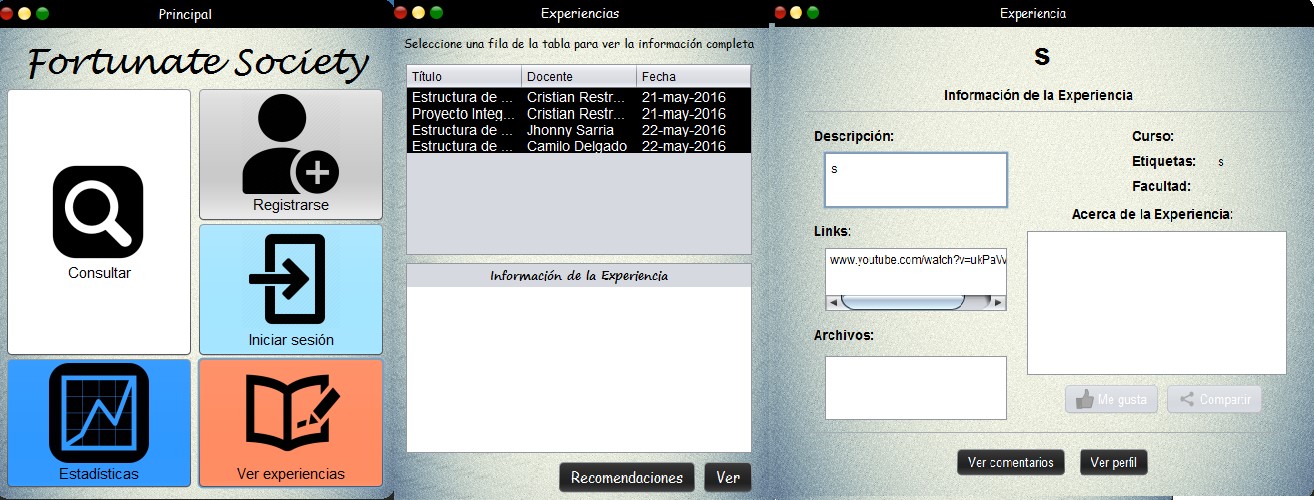 Principal
Fortunate Society
Consultar
Registrarse
Iniciar sesión
Estadísticas
Ver experiencias
Experiencias
Seleccione una fila de la tabla para ver la información completa
Título Docente Fecha
Estructura de ... Cristian Restr... 21-may-2016
Proyecto Integ... Cristian Restr... 21-may-2016
Estructura de ... Jhonny Sarria 22-may-2016
Estructura de ... Camilo Delgado 22-may-2016
Información de la Experiencia
Recomendaciones Ver
Experiencia
s
Información de la Experiencia
Descripción:
s
Links:
www.youtube.com/watch?v=ukPaW
Archivos:
Curso:
Etiquetas: s
Facultad:
Acerca de la Experiencia:
Me gusta Compartir
Ver comentarios Ver perfil